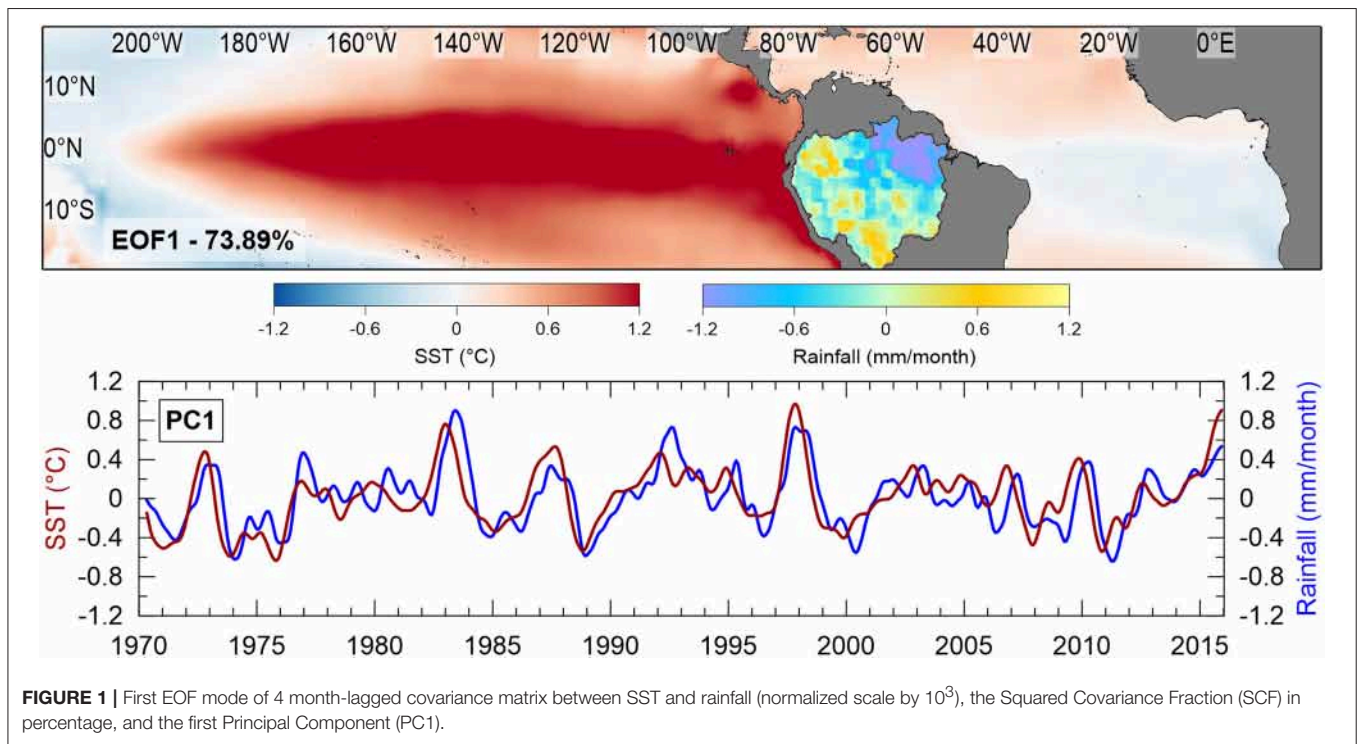 200°W 180°W 160°W 140°W 120°W 100°W 80°W 60°W 40°W 20°W 0°E
10°N
0°N
10°S
EOF1 - 73.89%
-1.2 -0.6 0 0.6 1.2
SST (°C)
-1.2 -0.6 0 0.6 1.2
Rainfall (mm/month)
PC1
SST (°C)
1.2
0.8
0.4
0
-0.4
-0.8
-1.2
1.2
0.8
0.4
0
-0.4
-0.8
-1.2
Rainfall (mm/month)
1970 1975 1980 1985 1990 1995 2000 2005 2010 2015
FIGURE 1 | First EOF mode of 4 month-lagged covariance matrix between SST and rainfall (normalized scale by 10³), the Squared Covariance Fraction (SCF) in
percentage, and the first Principal Component (PC1).